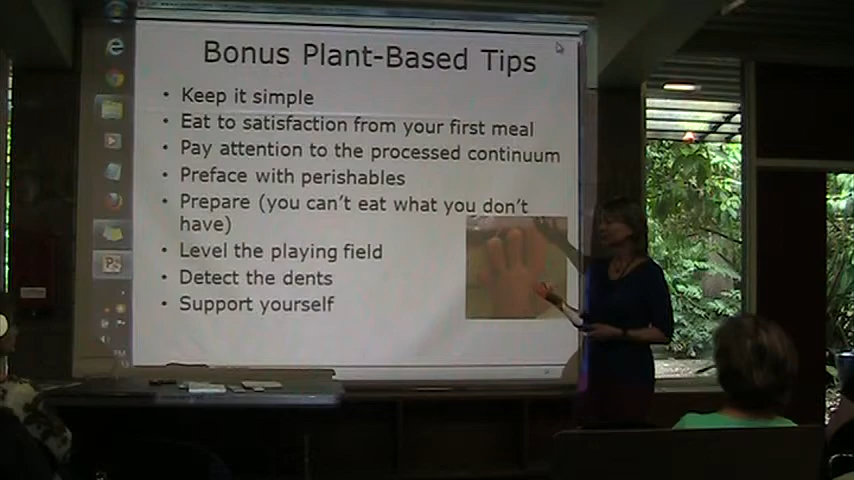 Bonus Plant-Based Tips
• Keep it simple
• Eat to satisfaction from your first meal
• Pay attention to the processed continuum
• Preface with perishables
• Prepare (you can't eat what you don't
have)
• Level the playing field
• Detect the dents
• Support yourself